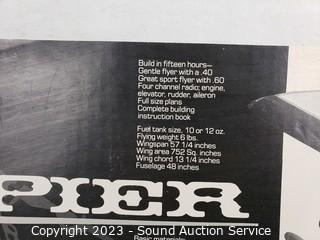 Build in fifteen hours—
Gentle flyer with a .40
Great sport flyer with .60
Four channel radio; engine,
elevator, rudder, aileron
Full size plans
Complete building
instruction book
Fuel tank size, 10 or 12 oz.
Flying weight 6 lbs.
Wingspan 57 1/4 inches
Wing area 752 Sq. inches
Wing chord 13 1/4 inches
Fuselage 48 inches
PIER
Basic materials:
Copyright 2023 - Sound Auction Service